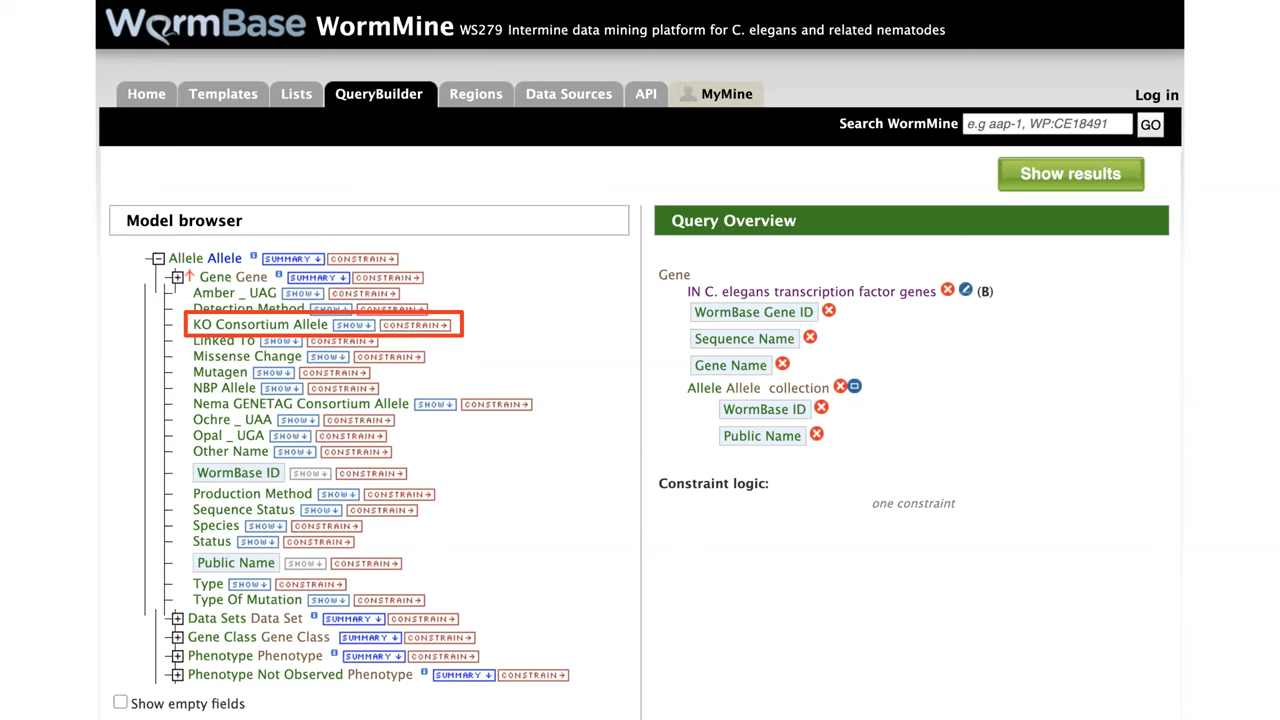 WormBase WormMine WS279 Intermine data mining platform for C. elegans and related nematodes
Home Templates Lists QueryBuilder Regions Data Sources API MyMine Log in
Search WormMine e.g aap-1, WP:CE18491 GO
Show results
Model browser
Allele Allele i SUMMARY ↓ CONSTRAIN →
Gene Gene i SUMMARY ↓ CONSTRAIN →
Amber _ UAG SHOW ↓ CONSTRAIN →
Detection Method SHOW ↓ CONSTRAIN →
KO Consortium Allele SHOW ↓ CONSTRAIN →
Linked To SHOW ↓ CONSTRAIN →
Missense Change SHOW ↓ CONSTRAIN →
Mutagen SHOW ↓ CONSTRAIN →
NBP Allele SHOW ↓ CONSTRAIN →
Nema GENETAG Consortium Allele SHOW ↓ CONSTRAIN →
Ochre _ UAA SHOW ↓ CONSTRAIN →
Opal _ UGA SHOW ↓ CONSTRAIN →
Other Name SHOW ↓ CONSTRAIN →
WormBase ID SHOW ↓ CONSTRAIN →
Production Method SHOW ↓ CONSTRAIN →
Sequence Status SHOW ↓ CONSTRAIN →
Species SHOW ↓ CONSTRAIN →
Status SHOW ↓ CONSTRAIN →
Public Name SHOW ↓ CONSTRAIN →
Type SHOW ↓ CONSTRAIN →
Type Of Mutation SHOW ↓ CONSTRAIN →
Data Sets Data Set i SUMMARY ↓ CONSTRAIN →
Gene Class Gene Class SUMMARY ↓ CONSTRAIN →
Phenotype Phenotype i SUMMARY ↓ CONSTRAIN →
Phenotype Not Observed Phenotype i SUMMARY ↓ CONSTRAIN →
Show empty fields
Query Overview
Gene
IN C. elegans transcription factor genes (B)
WormBase Gene ID
Sequence Name
Gene Name
Allele Allele collection
WormBase ID
Public Name
Constraint logic:
one constraint